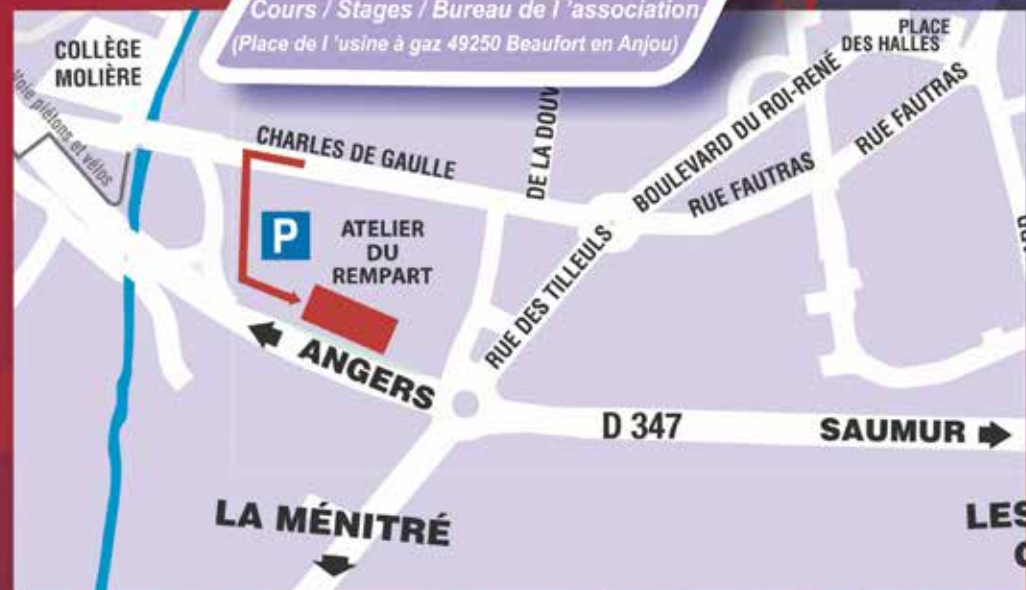 Cours / Stages / Bureau de l 'association
(Place de l 'usine à gaz 49250 Beaufort en Anjou)
COLLÈGE
MOLIÈRE
Voie piétons et vélos
CHARLES DE GAULLE
DE LA DOUV
BOULEVARD DU ROI-RENÉ
PLACE
DES HALLES
RUE FAUTRAS
RUE FAUTRAS
P
ATELIER
DU
REMPART
RUE DES TILLEULS
ANGERS
D 347
SAUMUR
LA MÉNITRÉ
LES